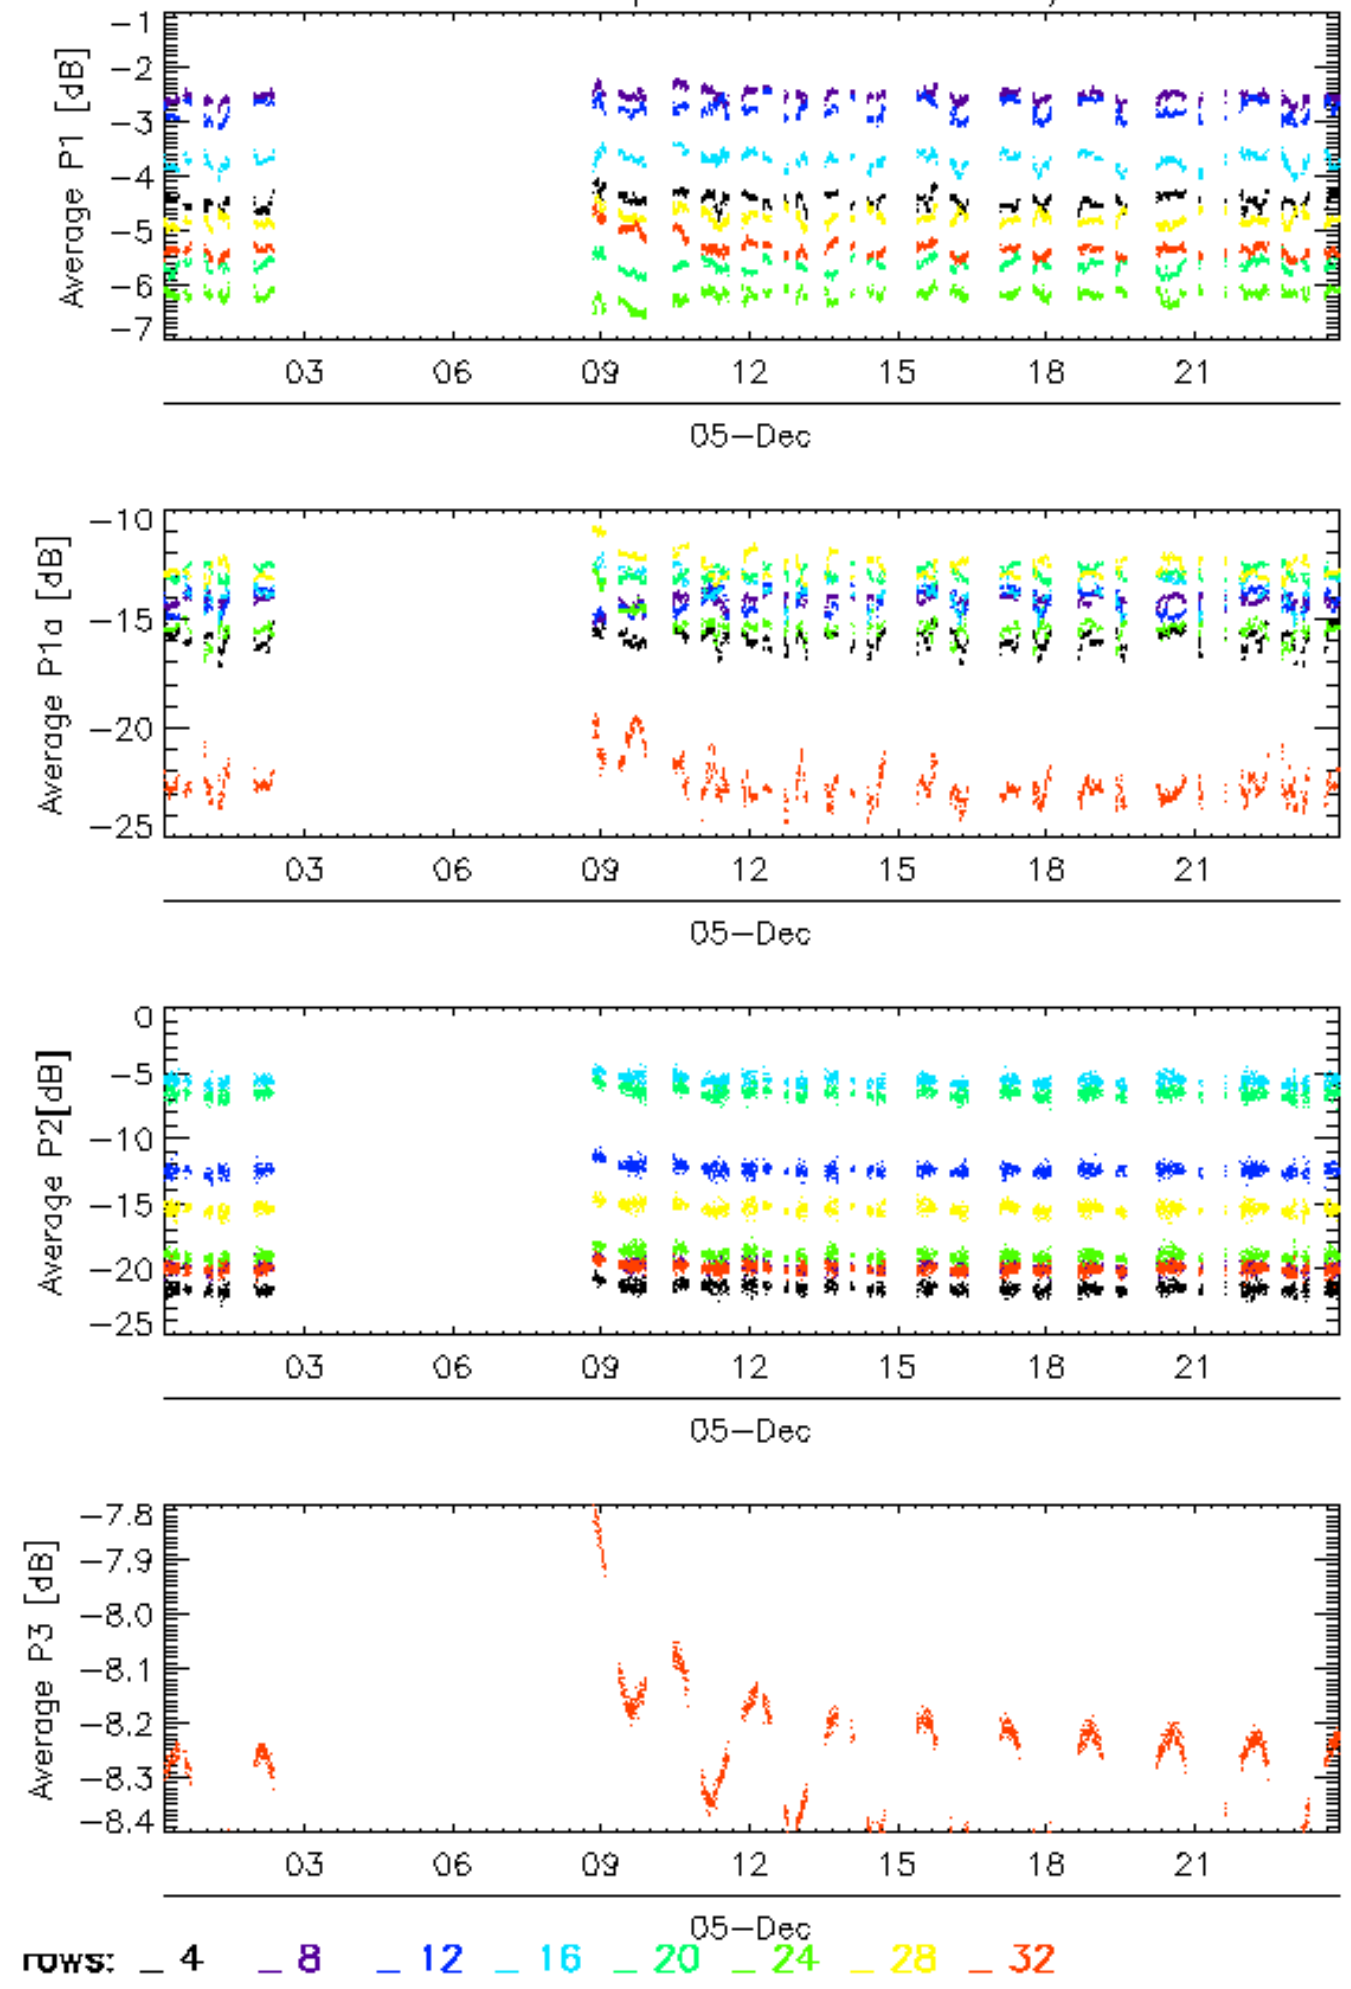 Average P1 [dB]
−1
−2
−3
−4
−5
−6
−7
03 06 09 12 15 18 21
05−Dec
Average P1a [dB]
−10
−15
−20
−25
03 06 09 12 15 18 21
05−Dec
Average P2[dB]
0
−5
−10
−15
−20
−25
03 06 09 12 15 18 21
05−Dec
Average P3 [dB]
−7.8
−7.9
−8.0
−8.1
−8.2
−8.3
−8.4
03 06 09 12 15 18 21
05−Dec
rows: _ 4 _ 8 _ 12 _ 16 _ 20 _ 24 _ 28 _ 32